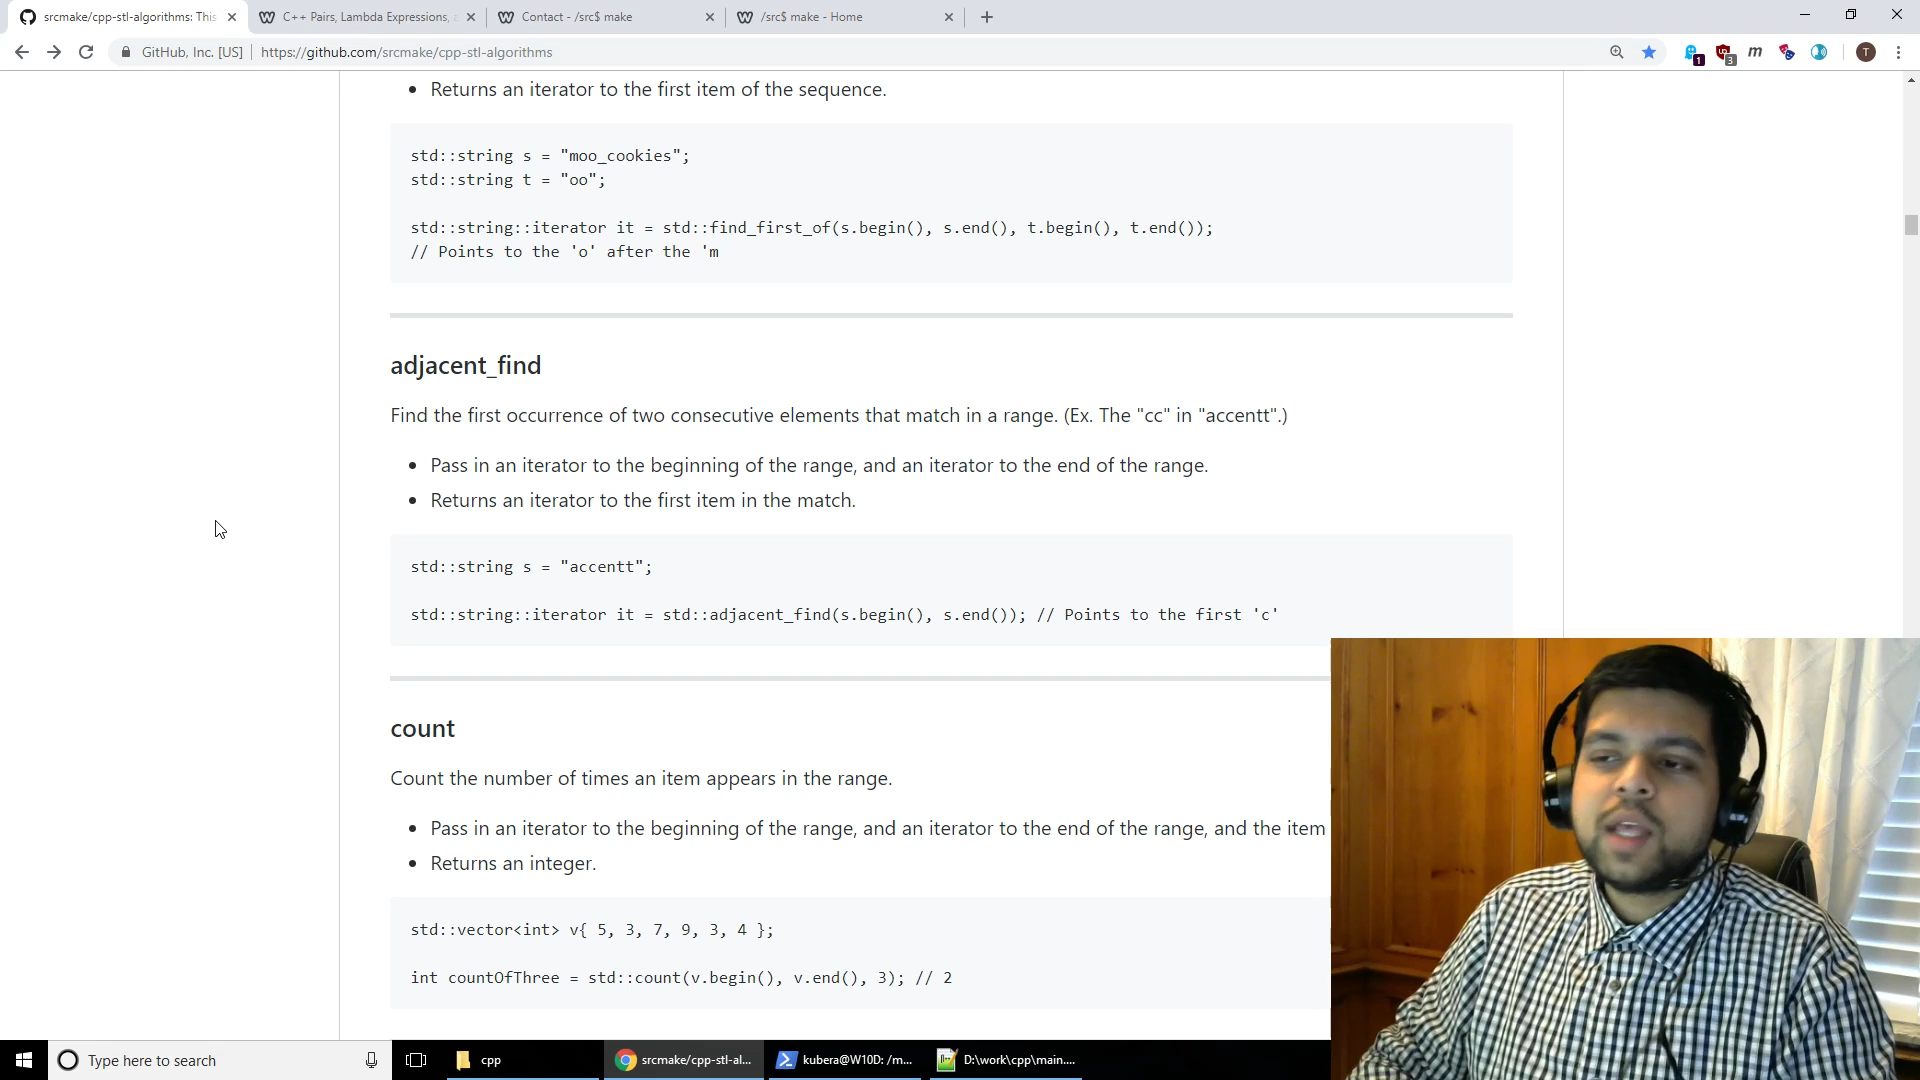 srcmake/cpp-stl-algorithms: This
C++ Pairs, Lambda Expressions, a
Contact - /src$ make
/src$ make - Home
GitHub, Inc. [US]
https://github.com/srcmake/cpp-stl-algorithms
1
3
m
T
• Returns an iterator to the first item of the sequence.
std::string s = "moo_cookies";
std::string t = "oo";
std::string::iterator it = std::find_first_of(s.begin(), s.end(), t.begin(), t.end());
// Points to the 'o' after the 'm
adjacent_find
Find the first occurrence of two consecutive elements that match in a range. (Ex. The "cc" in "accentt".)
• Pass in an iterator to the beginning of the range, and an iterator to the end of the range.
• Returns an iterator to the first item in the match.
std::string s = "accentt";
std::string::iterator it = std::adjacent_find(s.begin(), s.end()); // Points to the first 'c'
count
Count the number of times an item appears in the range.
• Pass in an iterator to the beginning of the range, and an iterator to the end of the range, and the item
• Returns an integer.
std::vector<int> v{ 5, 3, 7, 9, 3, 4 };
int countOfThree = std::count(v.begin(), v.end(), 3); // 2
Type here to search
cpp
srcmake/cpp-stl-al...
kubera@W10D: /m...
D:\work\cpp\main....